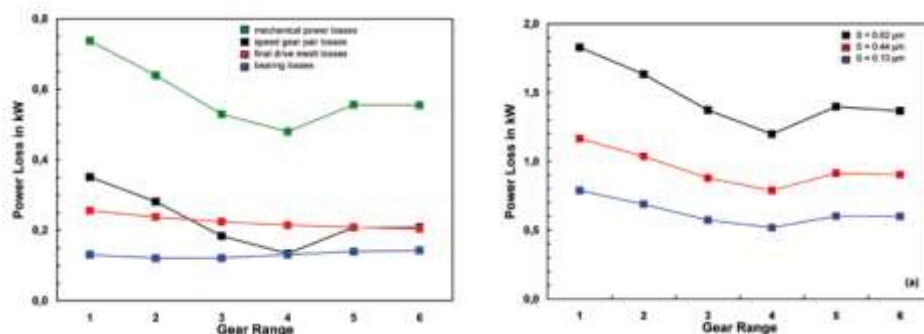 0,8
0,6
0,4
0,2
0,0
Power Loss in kW
mechanical power losses
speed gear pair losses
final drive mesh losses
bearing losses
1 2 3 4 5 6
Gear Range
2,0
1,5
1,0
0,5
0,0
Power Loss in kW
S = 0.82 µm
S = 0.44 µm
S = 0.13 µm
(a)
1 2 3 4 5 6
Gear Range